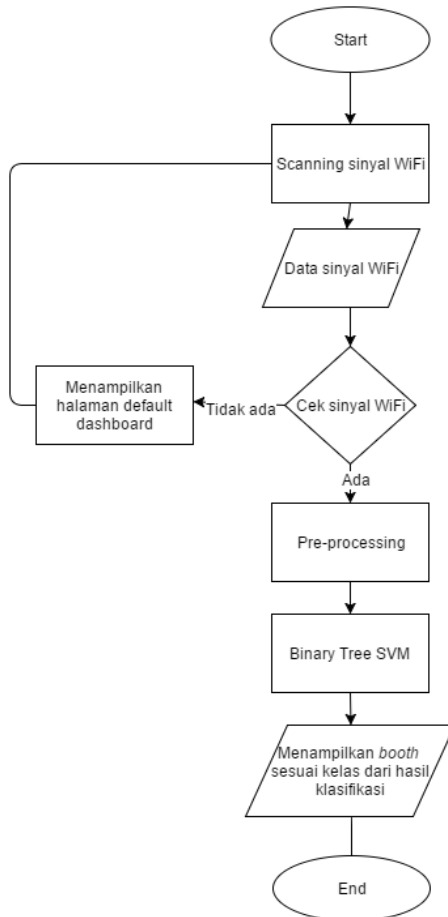 Start
Scanning sinyal WiFi
Data sinyal WiFi
Cek sinyal WiFi
Tidak ada
Menampilkan
halaman default
dashboard
Ada
Pre-processing
Binary Tree SVM
Menampilkan booth
sesuai kelas dari hasil
klasifikasi
End